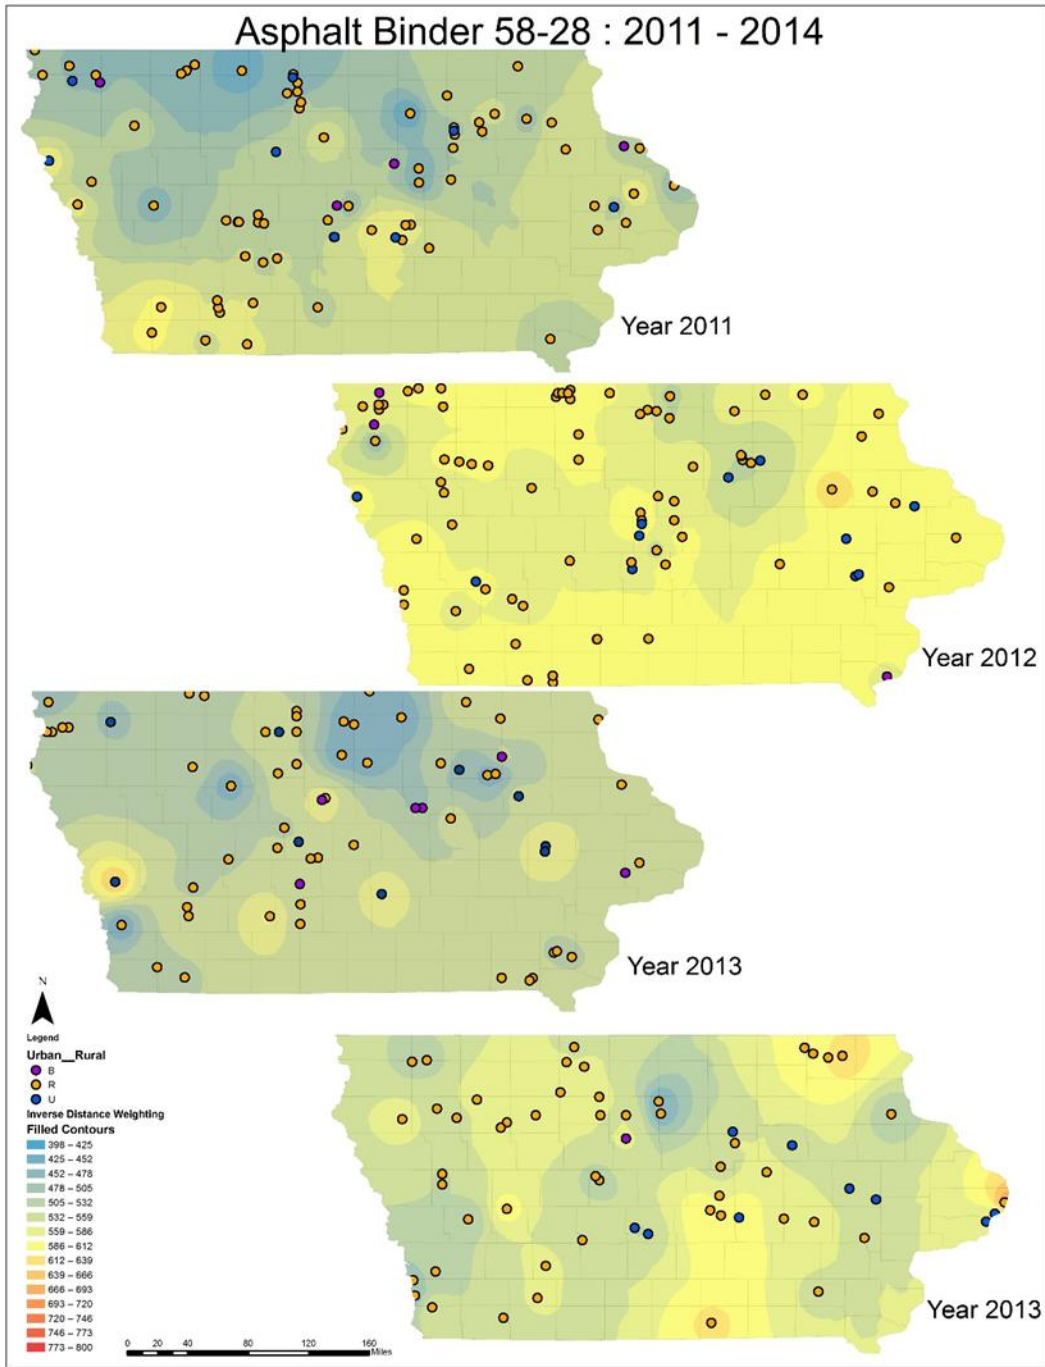 Asphalt Binder 58-28 : 2011 - 2014
Year 2011
Year 2012
Year 2013
N
Legend
Urban__Rural
B
R
U
Inverse Distance Weighting
Filled Contours
398 – 425
425 – 452
452 – 478
478 – 505
505 – 532
532 – 559
559 – 586
586 – 612
612 – 639
639 – 666
666 – 693
693 – 720
720 – 746
746 – 773
773 – 800
0 20 40 80 120 160
Miles
Year 2013